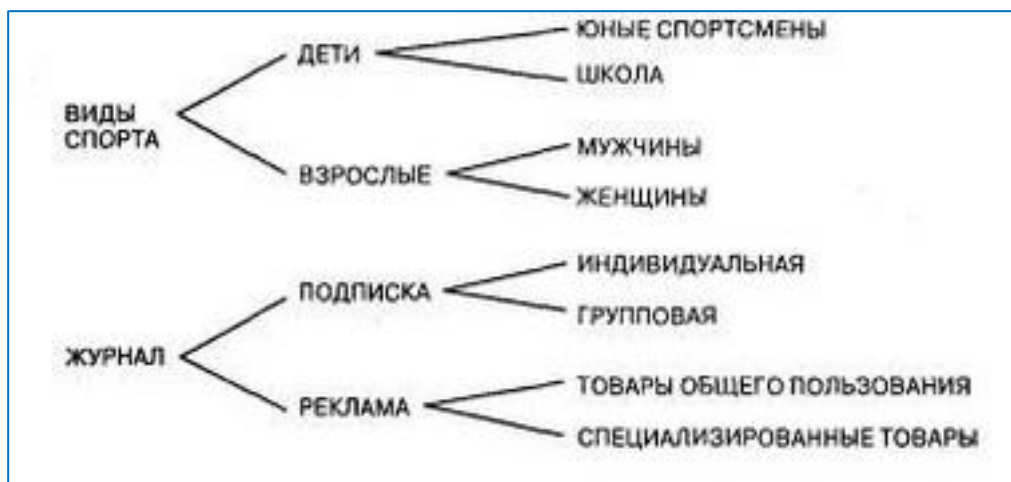 ЮНЫЕ СПОРТСМЕНЫ
ДЕТИ
ШКОЛА
ВИДЫ
СПОРТА
МУЖЧИНЫ
ВЗРОСЛЫЕ
ЖЕНЩИНЫ
ИНДИВИДУАЛЬНАЯ
ПОДПИСКА
ГРУППОВАЯ
ЖУРНАЛ
ТОВАРЫ ОБЩЕГО ПОЛЬЗОВАНИЯ
РЕКЛАМА
СПЕЦИАЛИЗИРОВАННЫЕ ТОВАРЫ